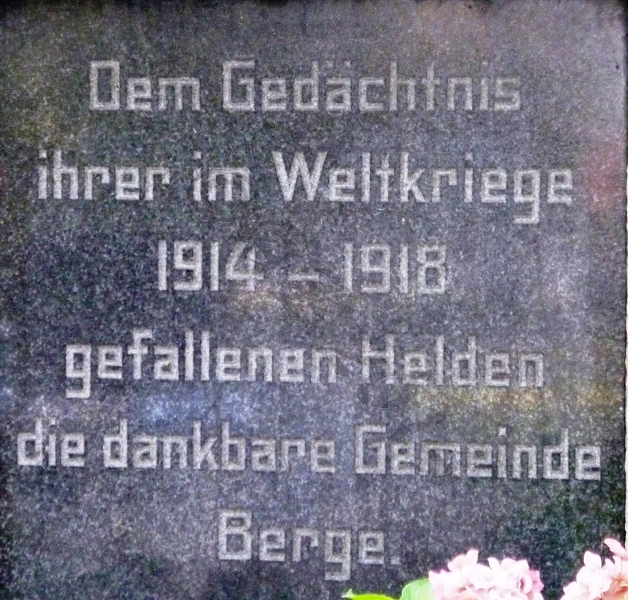 Dem Gedächtnis
ihrer im Weltkriege
1914 - 1918
gefallenen Helden
die dankbare Gemeinde
Berge.